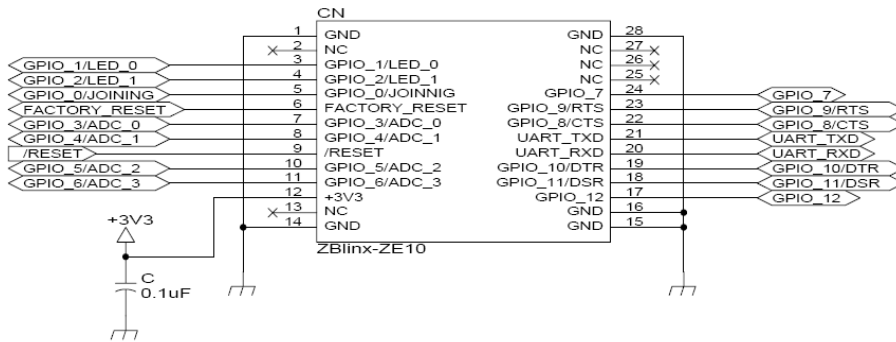 CN
1 GND GND 28
2 NC NC 27
GPIO_1/LED_0 3 GPIO_1/LED_0 NC 26
GPIO_2/LED_1 4 GPIO_2/LED_1 NC 25
GPIO_0/JOINING 5 GPIO_0/JOINNIG GPIO_7 24 GPIO_7
FACTORY_RESET 6 FACTORY_RESET GPIO_9/RTS 23 GPIO_9/RTS
GPIO_3/ADC_0 7 GPIO_3/ADC_0 GPIO_8/CTS 22 GPIO_8/CTS
GPIO_4/ADC_1 8 GPIO_4/ADC_1 UART_TXD 21 UART_TXD
/RESET 9 /RESET UART_RXD 20 UART_RXD
GPIO_5/ADC_2 10 GPIO_5/ADC_2 GPIO_10/DTR 19 GPIO_10/DTR
GPIO_6/ADC_3 11 GPIO_6/ADC_3 GPIO_11/DSR 18 GPIO_11/DSR
12 +3V3 GPIO_12 17 GPIO_12
13 NC GND 16
14 GND GND 15
+3V3
ZBlinx-ZE10
C
0.1uF